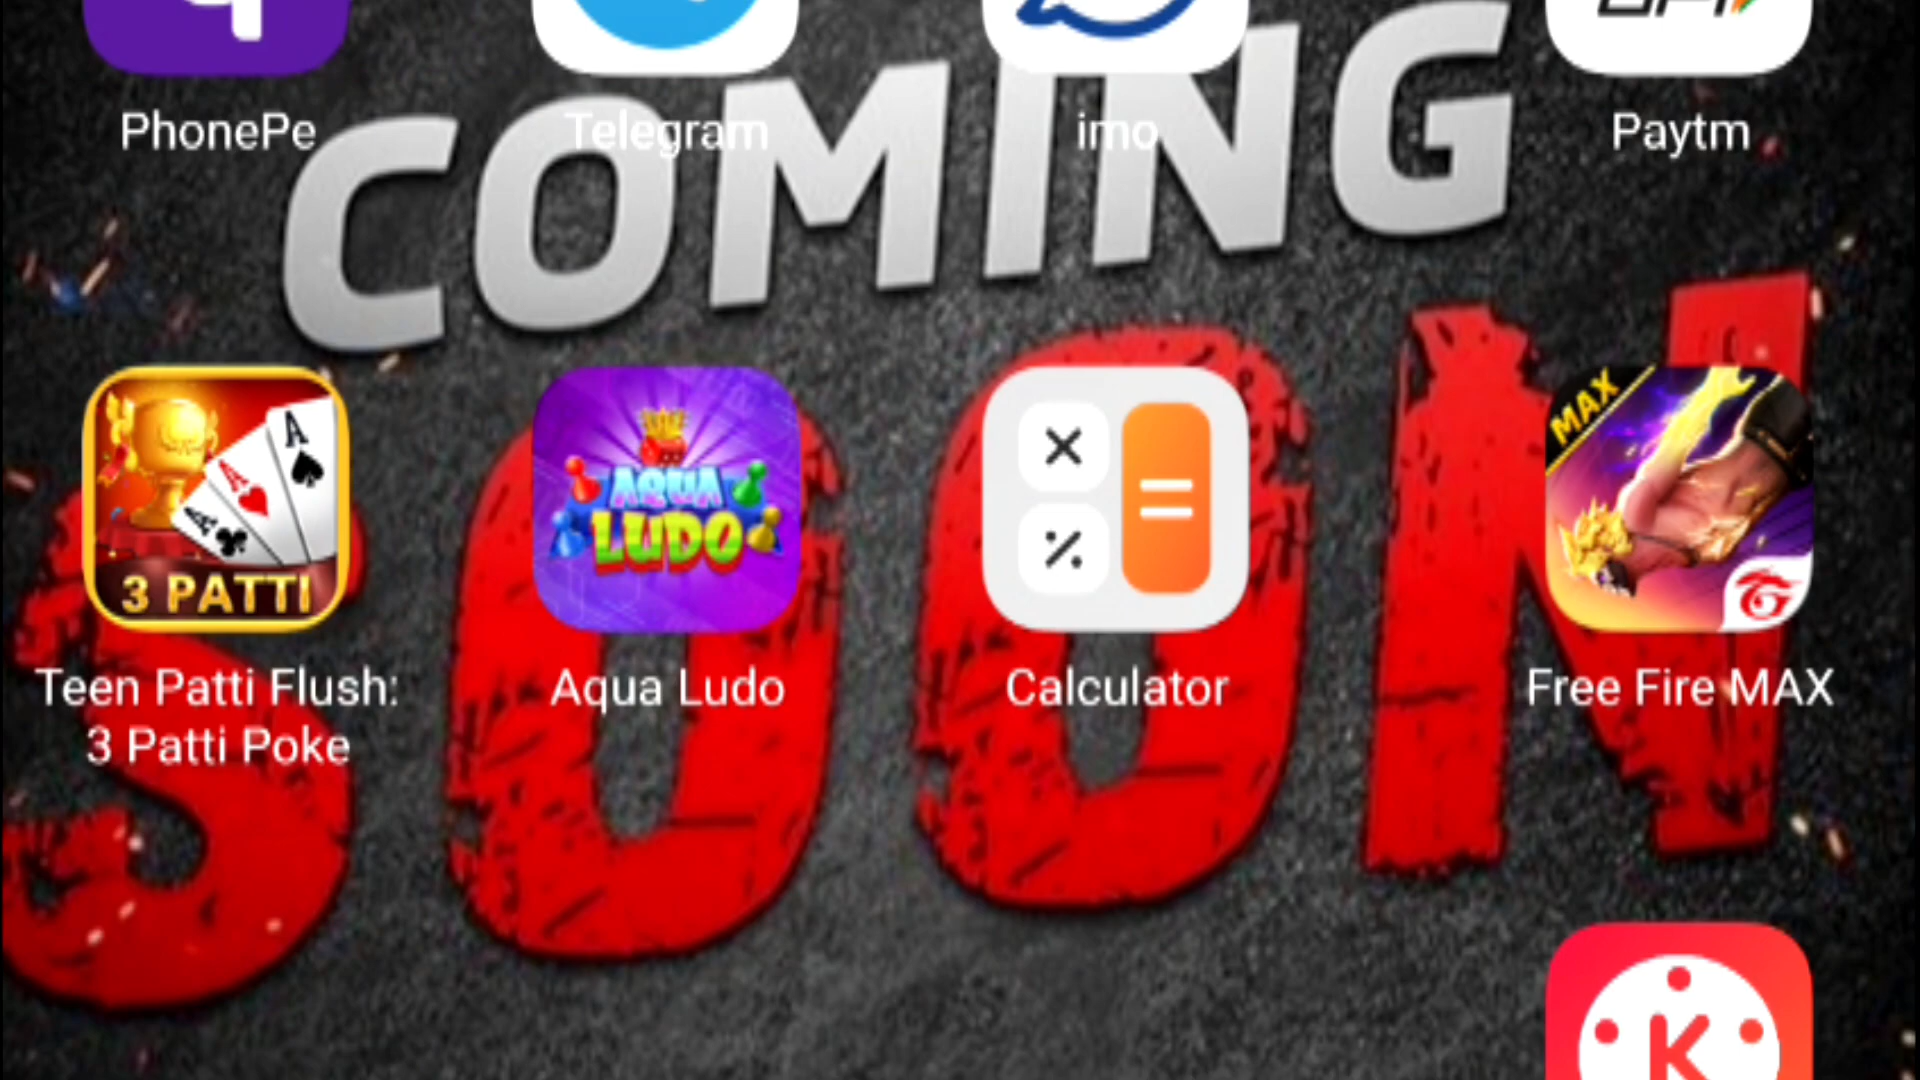 COMING
PhonePe
Telegram
imo
Paytm
SOON
A
A
A
3 PATTI
AQUA
LUDO
MAX
Teen Patti Flush:
3 Patti Poke
Aqua Ludo
Calculator
Free Fire MAX
K